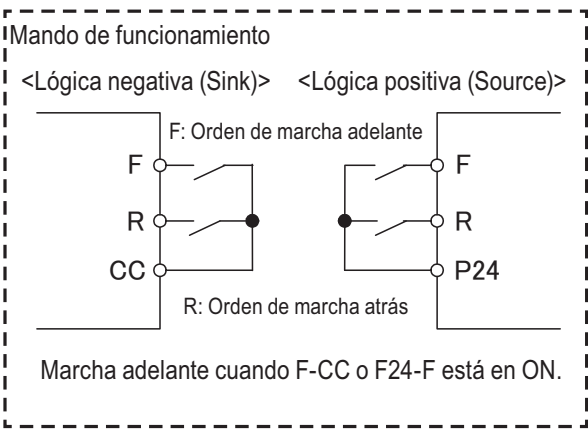 Mando de funcionamiento
<Lógica negativa (Sink)> <Lógica positiva (Source)>
F: Orden de marcha adelante
F F
R R
CC P24
R: Orden de marcha atrás
Marcha adelante cuando F-CC o F24-F está en ON.